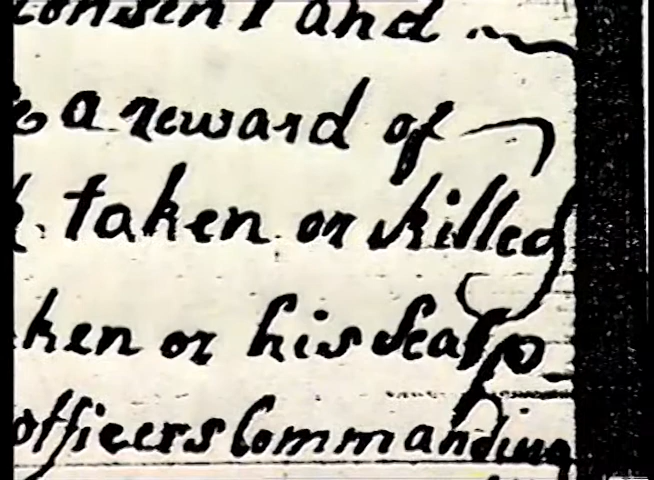 consent and
a reward of
taken or killed
ken or his Scalp
officers Commanding